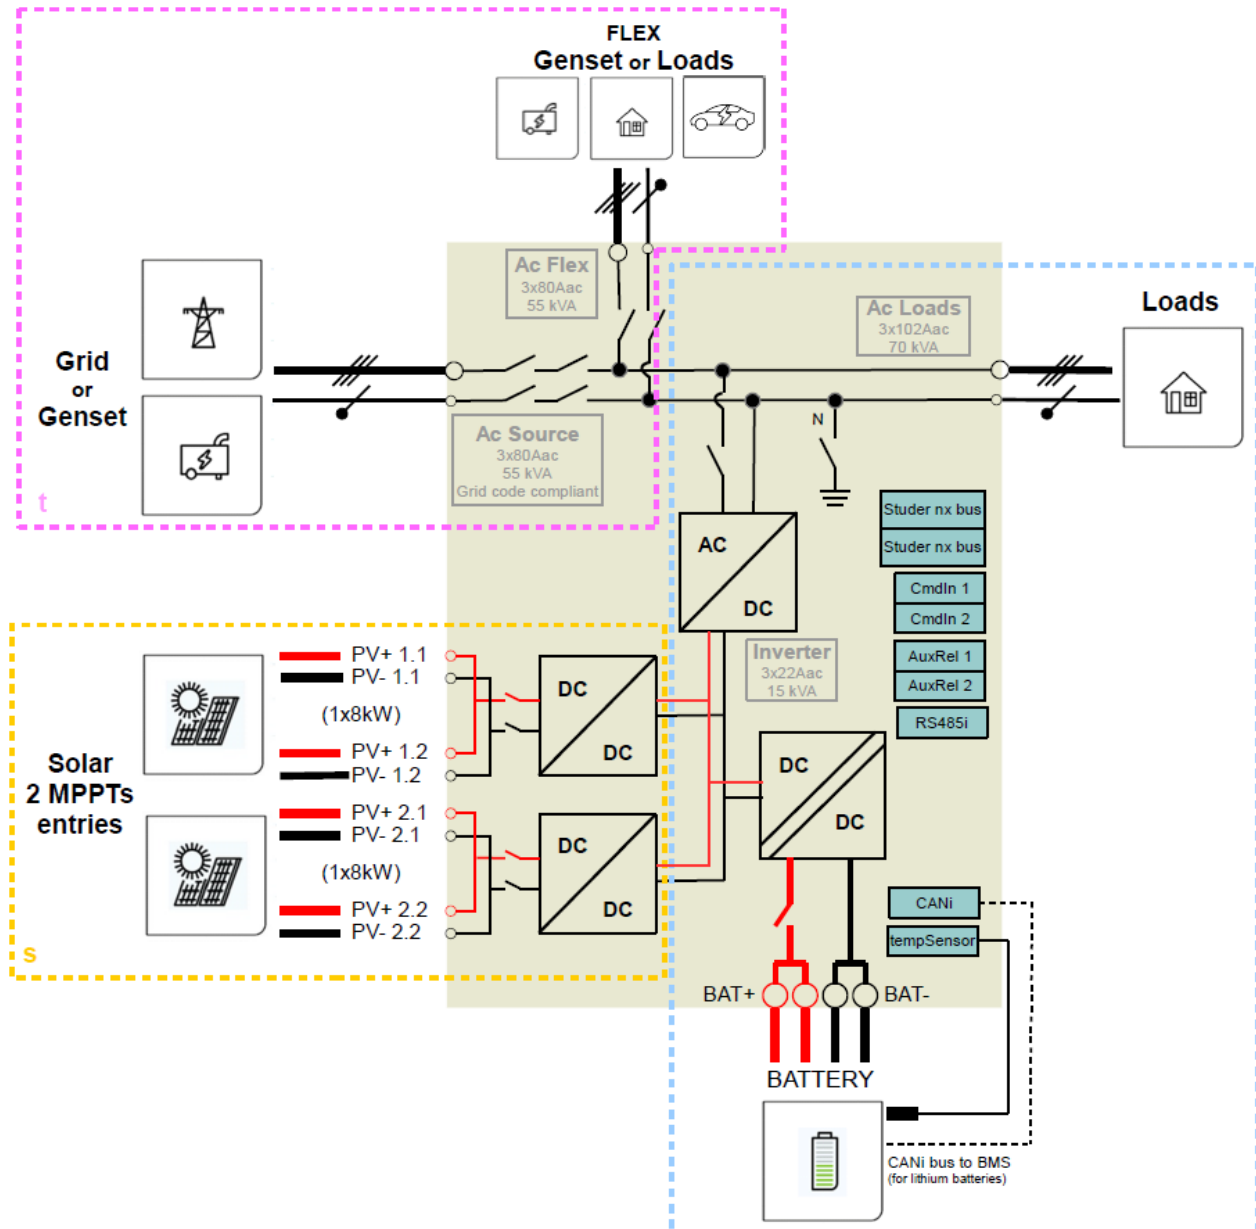 FLEX
Genset or Loads
Ac Flex
3x80Aac
55 kVA
Ac Loads
3x102Aac
70 kVA
Loads
Grid
or
Genset
Ac Source
3x80Aac
55 kVA
Grid code compliant
N
t
Studer nx bus
Studer nx bus
AC
DC
CmdIn 1
CmdIn 2
Inverter
3x22Aac
15 kVA
AuxRel 1
AuxRel 2
RS485i
PV+ 1.1
PV- 1.1
(1x8kW)
PV+ 1.2
PV- 1.2
DC
DC
Solar
2 MPPTs
entries
PV+ 2.1
PV- 2.1
(1x8kW)
PV+ 2.2
PV- 2.2
DC
DC
s
DC
DC
CANi
tempSensor
BAT+
BAT-
BATTERY
CANi bus to BMS
(for lithium batteries)